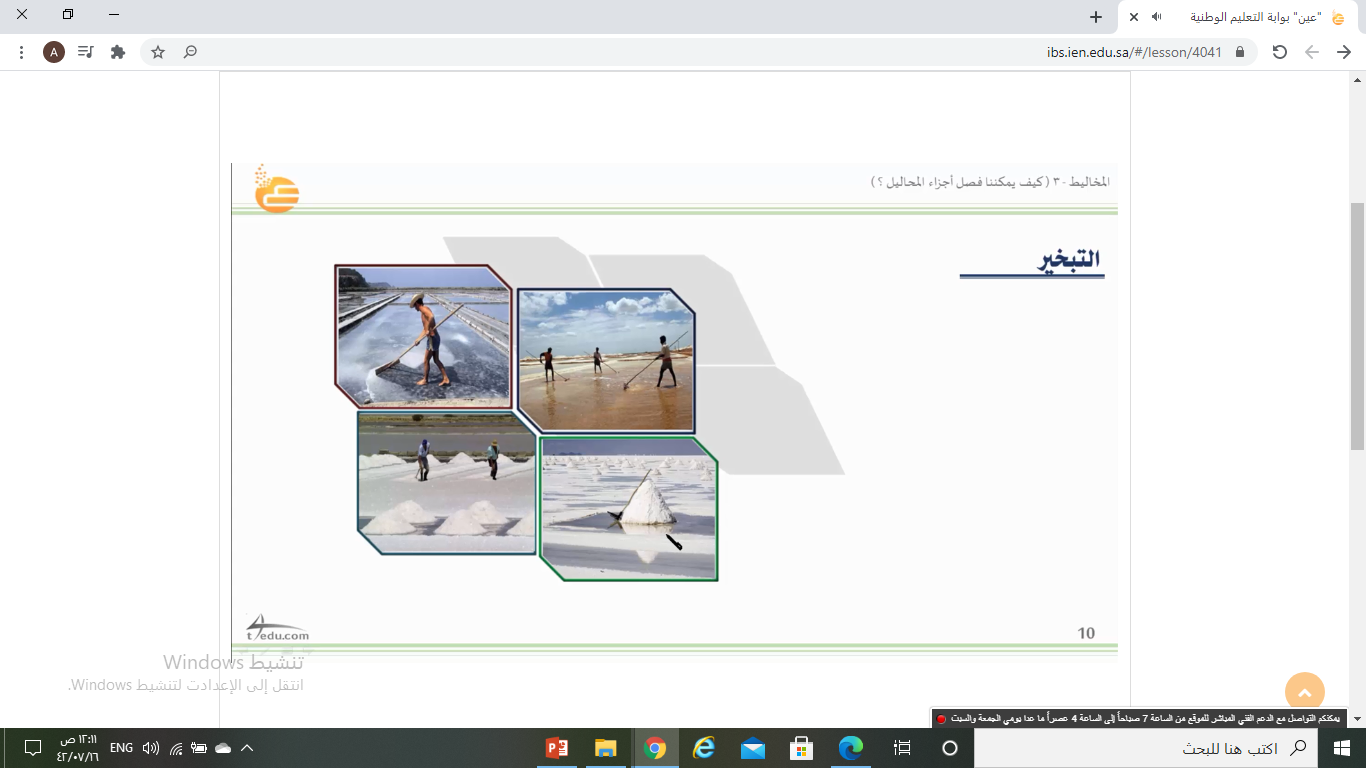 "عين" بوابة التعليم الوطنية
ibs.ien.edu.sa/#/lesson/4041
A
المخاليط - ٣ ( كيف يمكننا فصل أجزاء المحاليل ؟ )
التبخير
t4edu.com
10
تنشيط Windows
انتقل إلى الإعدادات لتنشيط Windows.
يمكنكم التواصل مع الدعم الفني المباشر للموقع من الساعة 7 صباحاً إلى الساعة 4 عصراً ما عدا يومي الجمعة والسبت
اكتب هنا للبحث
ENG
١٢:١١ ص
٤٢/٠٧/١٦